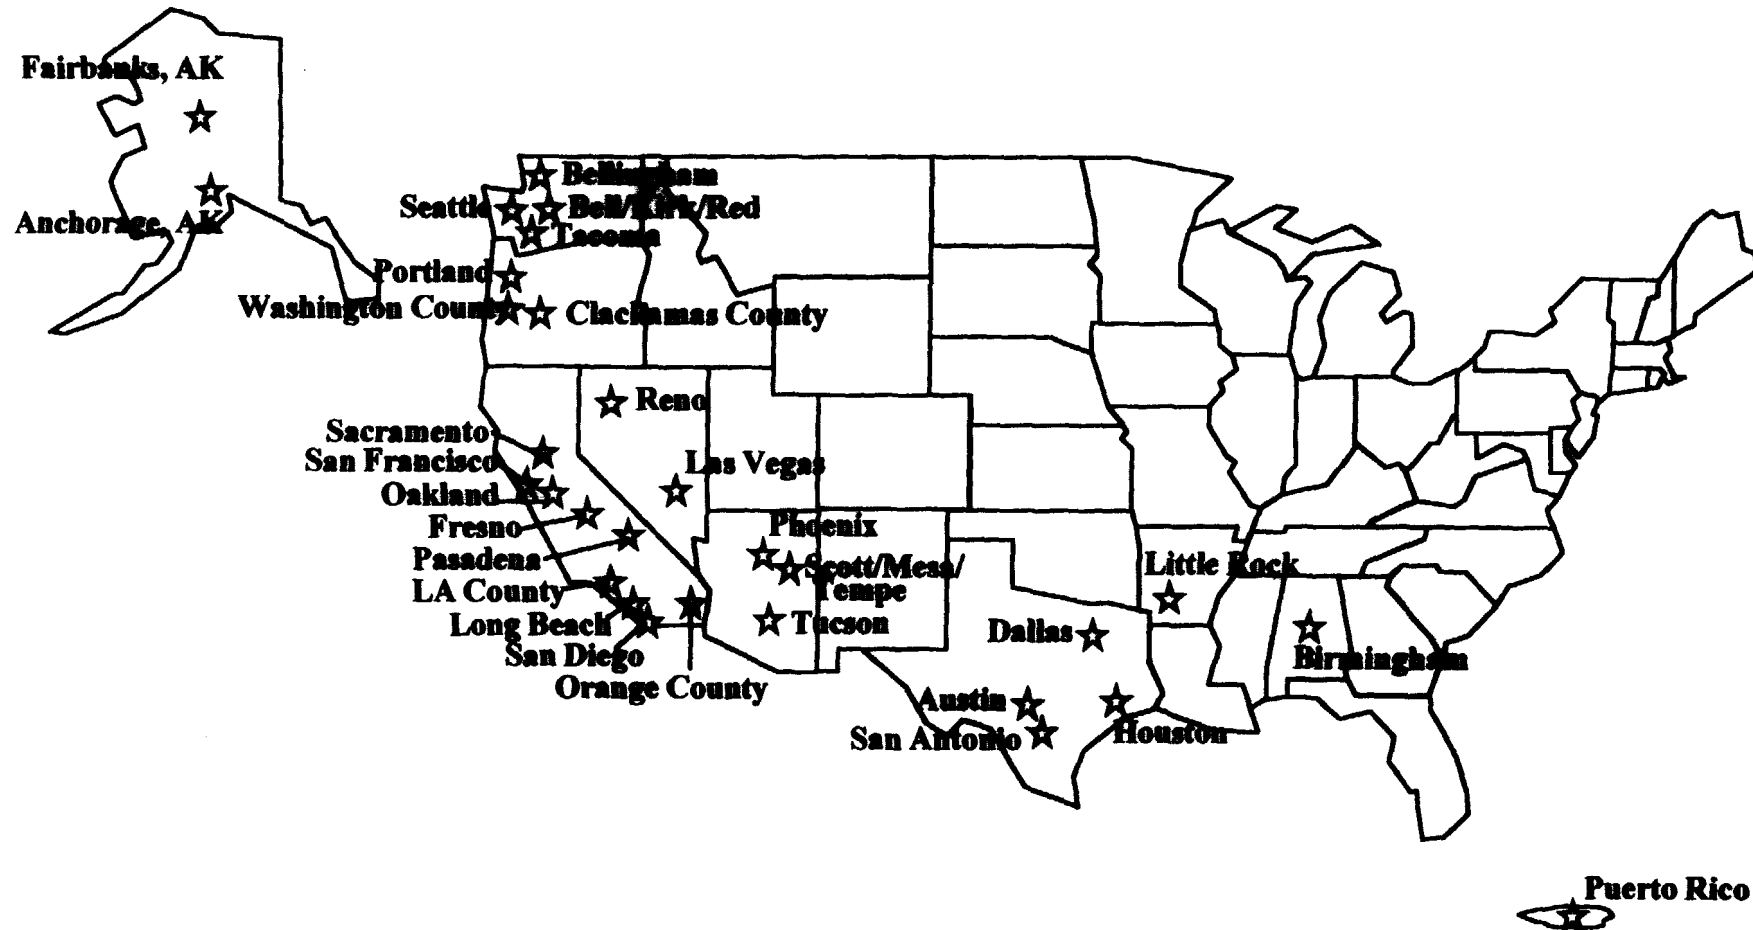 Fairbanks, AK
Anchorage, AK
Bellingham
Seattle
Bell/Kirk/Red
Tacoma
Portland
Washington County
Clackamas County
Reno
Sacramento
San Francisco
Las Vegas
Oakland
Fresno
Phoenix
Pasadena
Scott/Mesa/
Tempe
LA County
Long Beach
Tucson
San Diego
Orange County
Little Rock
Dallas
Birmingham
Austin
San Antonio
Houston
Puerto Rico